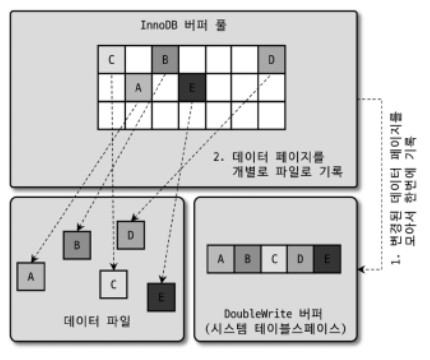 InnoDB 버퍼 풀
C
B
D
A
E
2. 데이터 페이지를
개별로 파일로 기록
1. 변경된 데이터 페이지를
모아서 한번에 기록
A
B
D
C
E
데이터 파일
A B C D E
DoubleWrite 버퍼
(시스템 테이블스페이스)